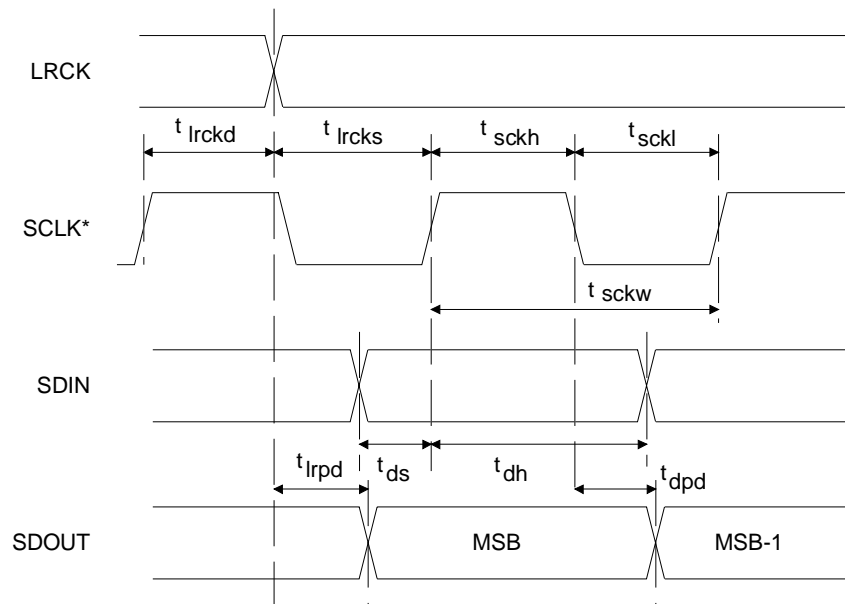 LRCK
t lrckd t lrcks t sckh t sckl
SCLK*
t sckw
SDIN
t lrpd t ds t dh t dpd
SDOUT MSB MSB-1